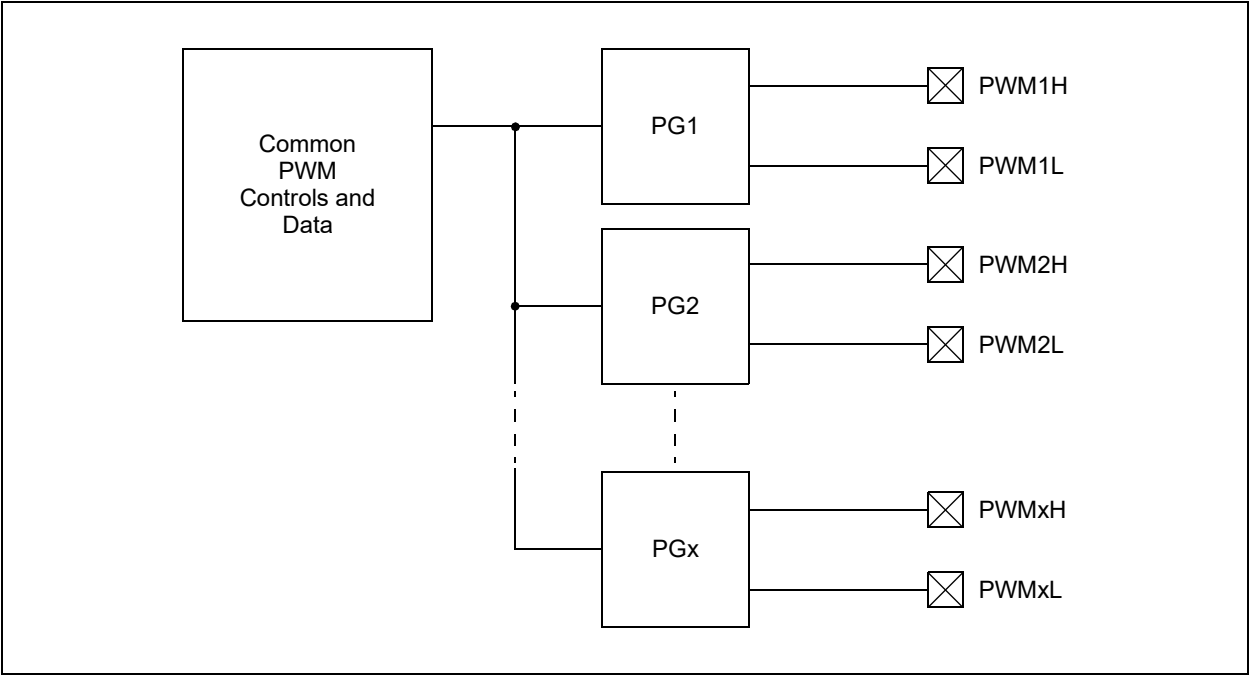 Common
PWM
Controls and
Data
PG1
PWM1H
PWM1L
PG2
PWM2H
PWM2L
PGx
PWMxH
PWMxL